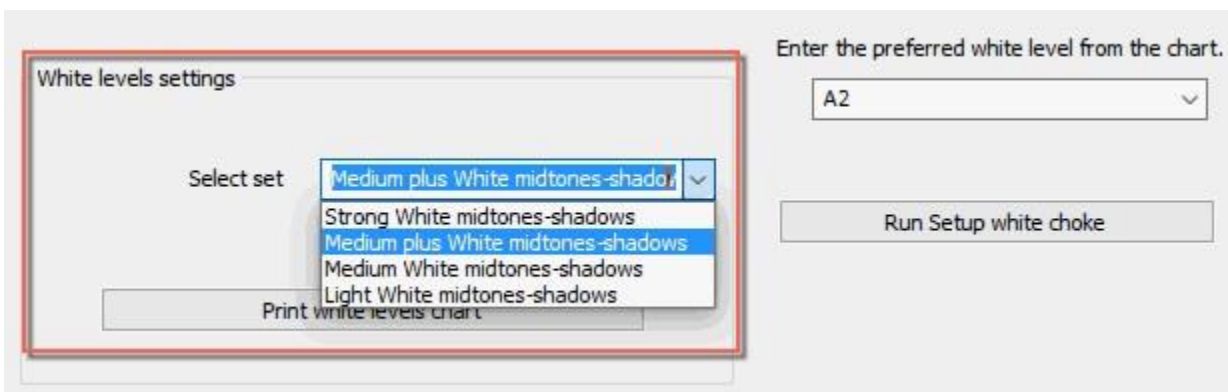 Enter the preferred white level from the chart.
White levels settings
A2
Select set
Medium plus White midtones-shadow
Strong White midtones-shadows
Medium plus White midtones-shadows
Run Setup white choke
Medium White midtones-shadows
Light White midtones-shadows
Print white levels chart